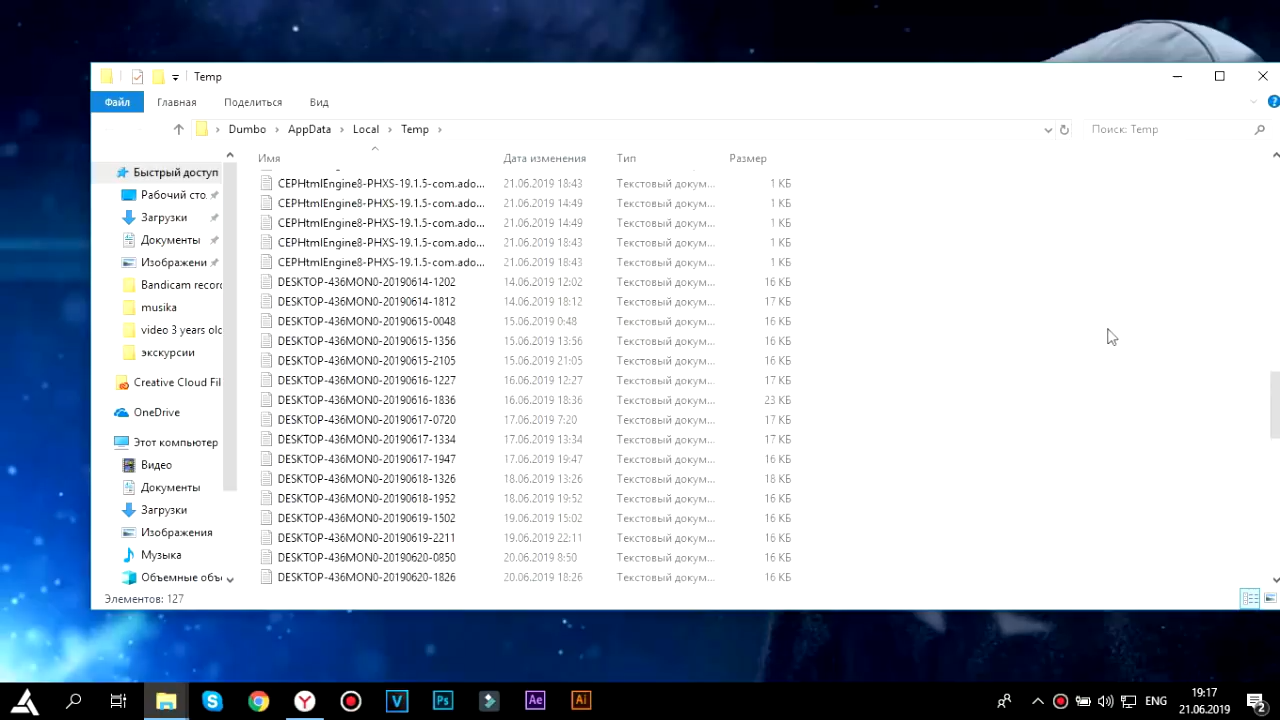 Temp
Файл Главная Поделиться Вид
Dumbo > AppData > Local > Temp >
Поиск: Temp
Имя Дата изменения Тип Размер
Быстрый доступ
Рабочий сто
Загрузки
Документы
Изображени
Bandicam recorc
musika
video 3 years olc
экскурсии
Creative Cloud Fil
OneDrive
Этот компьютер
Видео
Документы
Загрузки
Изображения
Музыка
Объемные объ
CEPHtmlEngine8-PHXS-19.1.5-com.ado... 21.06.2019 18:43 Текстовый докум... 1 КБ
CEPHtmlEngine8-PHXS-19.1.5-com.ado... 21.06.2019 14:49 Текстовый докум... 1 КБ
CEPHtmlEngine8-PHXS-19.1.5-com.ado... 21.06.2019 14:49 Текстовый докум... 1 КБ
CEPHtmlEngine8-PHXS-19.1.5-com.ado... 21.06.2019 18:43 Текстовый докум... 1 КБ
CEPHtmlEngine8-PHXS-19.1.5-com.ado... 21.06.2019 18:43 Текстовый докум... 1 КБ
DESKTOP-436MON0-20190614-1202 14.06.2019 12:02 Текстовый докум... 16 КБ
DESKTOP-436MON0-20190614-1812 14.06.2019 18:12 Текстовый докум... 17 КБ
DESKTOP-436MON0-20190615-0048 15.06.2019 0:48 Текстовый докум... 16 КБ
DESKTOP-436MON0-20190615-1356 15.06.2019 13:56 Текстовый докум... 16 КБ
DESKTOP-436MON0-20190615-2105 15.06.2019 21:05 Текстовый докум... 16 КБ
DESKTOP-436MON0-20190616-1227 16.06.2019 12:27 Текстовый докум... 17 КБ
DESKTOP-436MON0-20190616-1836 16.06.2019 18:36 Текстовый докум... 23 КБ
DESKTOP-436MON0-20190617-0720 17.06.2019 7:20 Текстовый докум... 17 КБ
DESKTOP-436MON0-20190617-1334 17.06.2019 13:34 Текстовый докум... 17 КБ
DESKTOP-436MON0-20190617-1947 17.06.2019 19:47 Текстовый докум... 16 КБ
DESKTOP-436MON0-20190618-1326 18.06.2019 13:26 Текстовый докум... 18 КБ
DESKTOP-436MON0-20190618-1952 18.06.2019 19:52 Текстовый докум... 16 КБ
DESKTOP-436MON0-20190619-1502 19.06.2019 15:02 Текстовый докум... 16 КБ
DESKTOP-436MON0-20190619-2211 19.06.2019 22:11 Текстовый докум... 16 КБ
DESKTOP-436MON0-20190620-0850 20.06.2019 8:50 Текстовый докум... 16 КБ
DESKTOP-436MON0-20190620-1826 20.06.2019 18:26 Текстовый докум... 16 КБ
Элементов: 127
Ps Ae Ai
ENG
19:17
21.06.2019
2